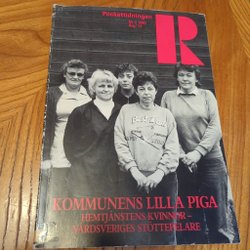 Pockettidningen
R
KOMMUNENS LILLA PIGA
HEMTJÄNSTENS KVINNOR –
VÅRDSVERIGES STÖTTEPELARE